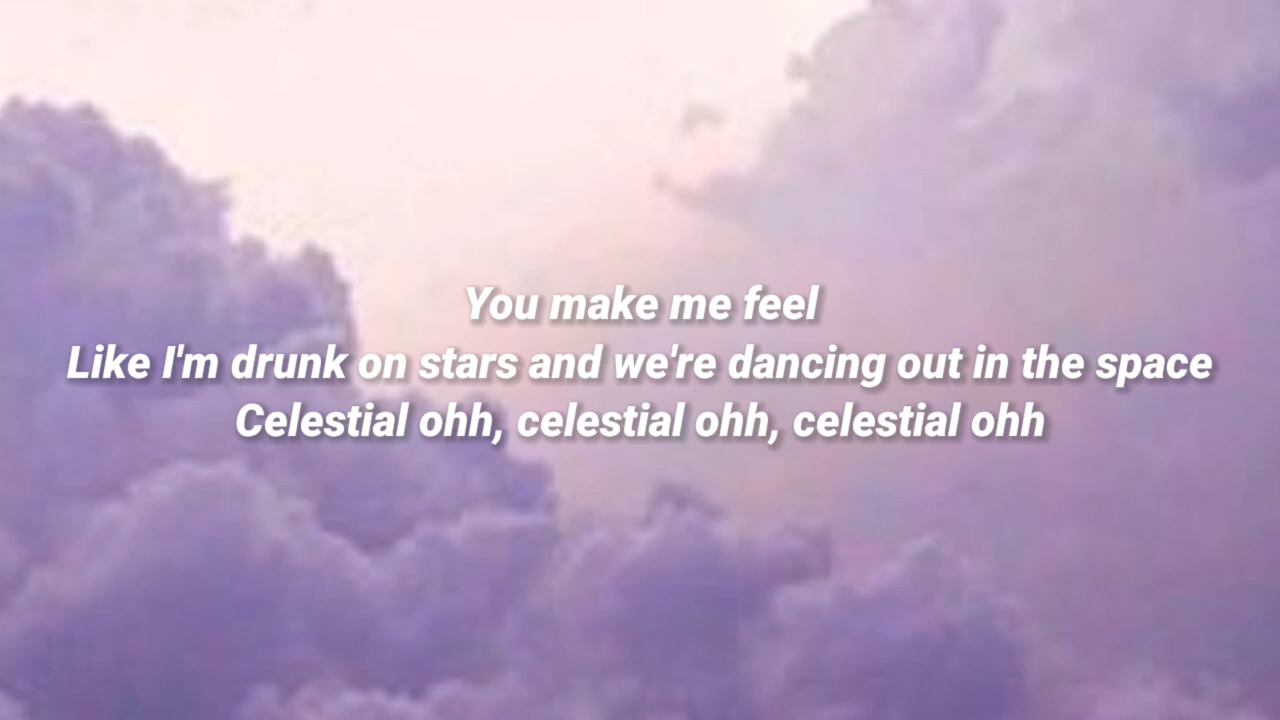 You make me feel
Like I'm drunk on stars and we're dancing out in the space
Celestial ohh, celestial ohh, celestial ohh